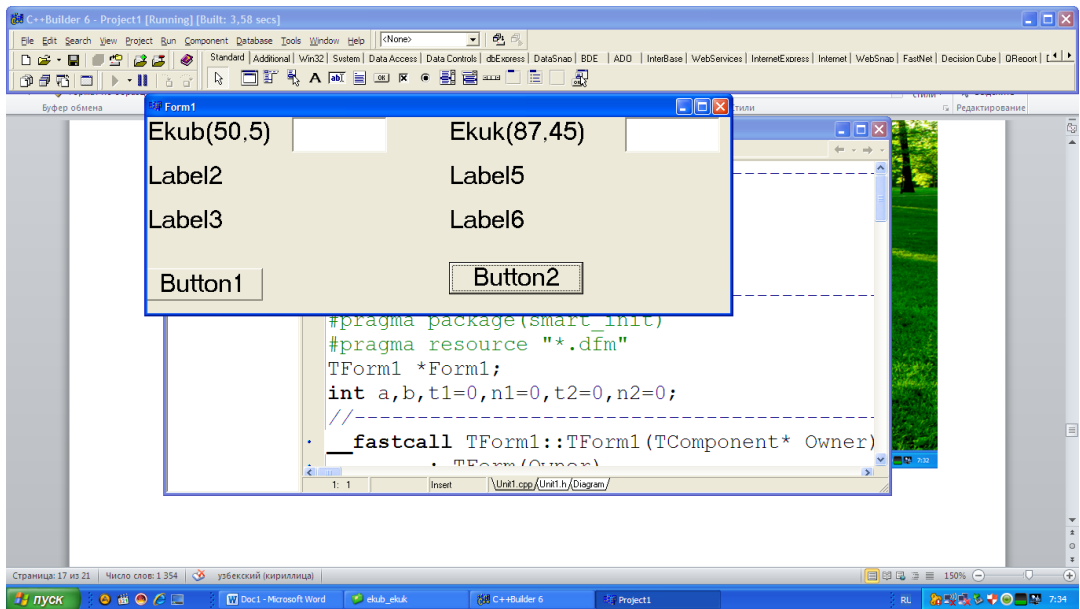 C++Builder 6 - Project1 [Running] [Built: 3,58 secs]
File Edit Search View Project Run Component Database Tools Window Help <None>
Standard Additional Win32 System Data Access Data Controls dbExpress DataSnap BDE ADO InterBase WebServices InternetExpress Internet WebSnap FastNet Decision Cube QReport
Буфер обмена
Редактирование
Form1
Ekub(50,5) Ekuk(87,45)
Label2 Label5
Label3 Label6
Button1 Button2
#pragma package(smart_init)
#pragma resource "*.dfm"
TForm1 *Form1;
int a,b,t1=0,n1=0,t2=0,n2=0;
//----------------------------------------
__fastcall TForm1::TForm1(TComponent* Owner)
: TForm(Owner)
7:32
1: 1 Insert Unit1.cpp Unit1.h Diagram
Страница: 17 из 21 Число слов: 1 354 узбекский (кириллица) 150%
пуск Doc1 - Microsoft Word ekub_ekuk C++Builder 6 Project1 RL 7:34